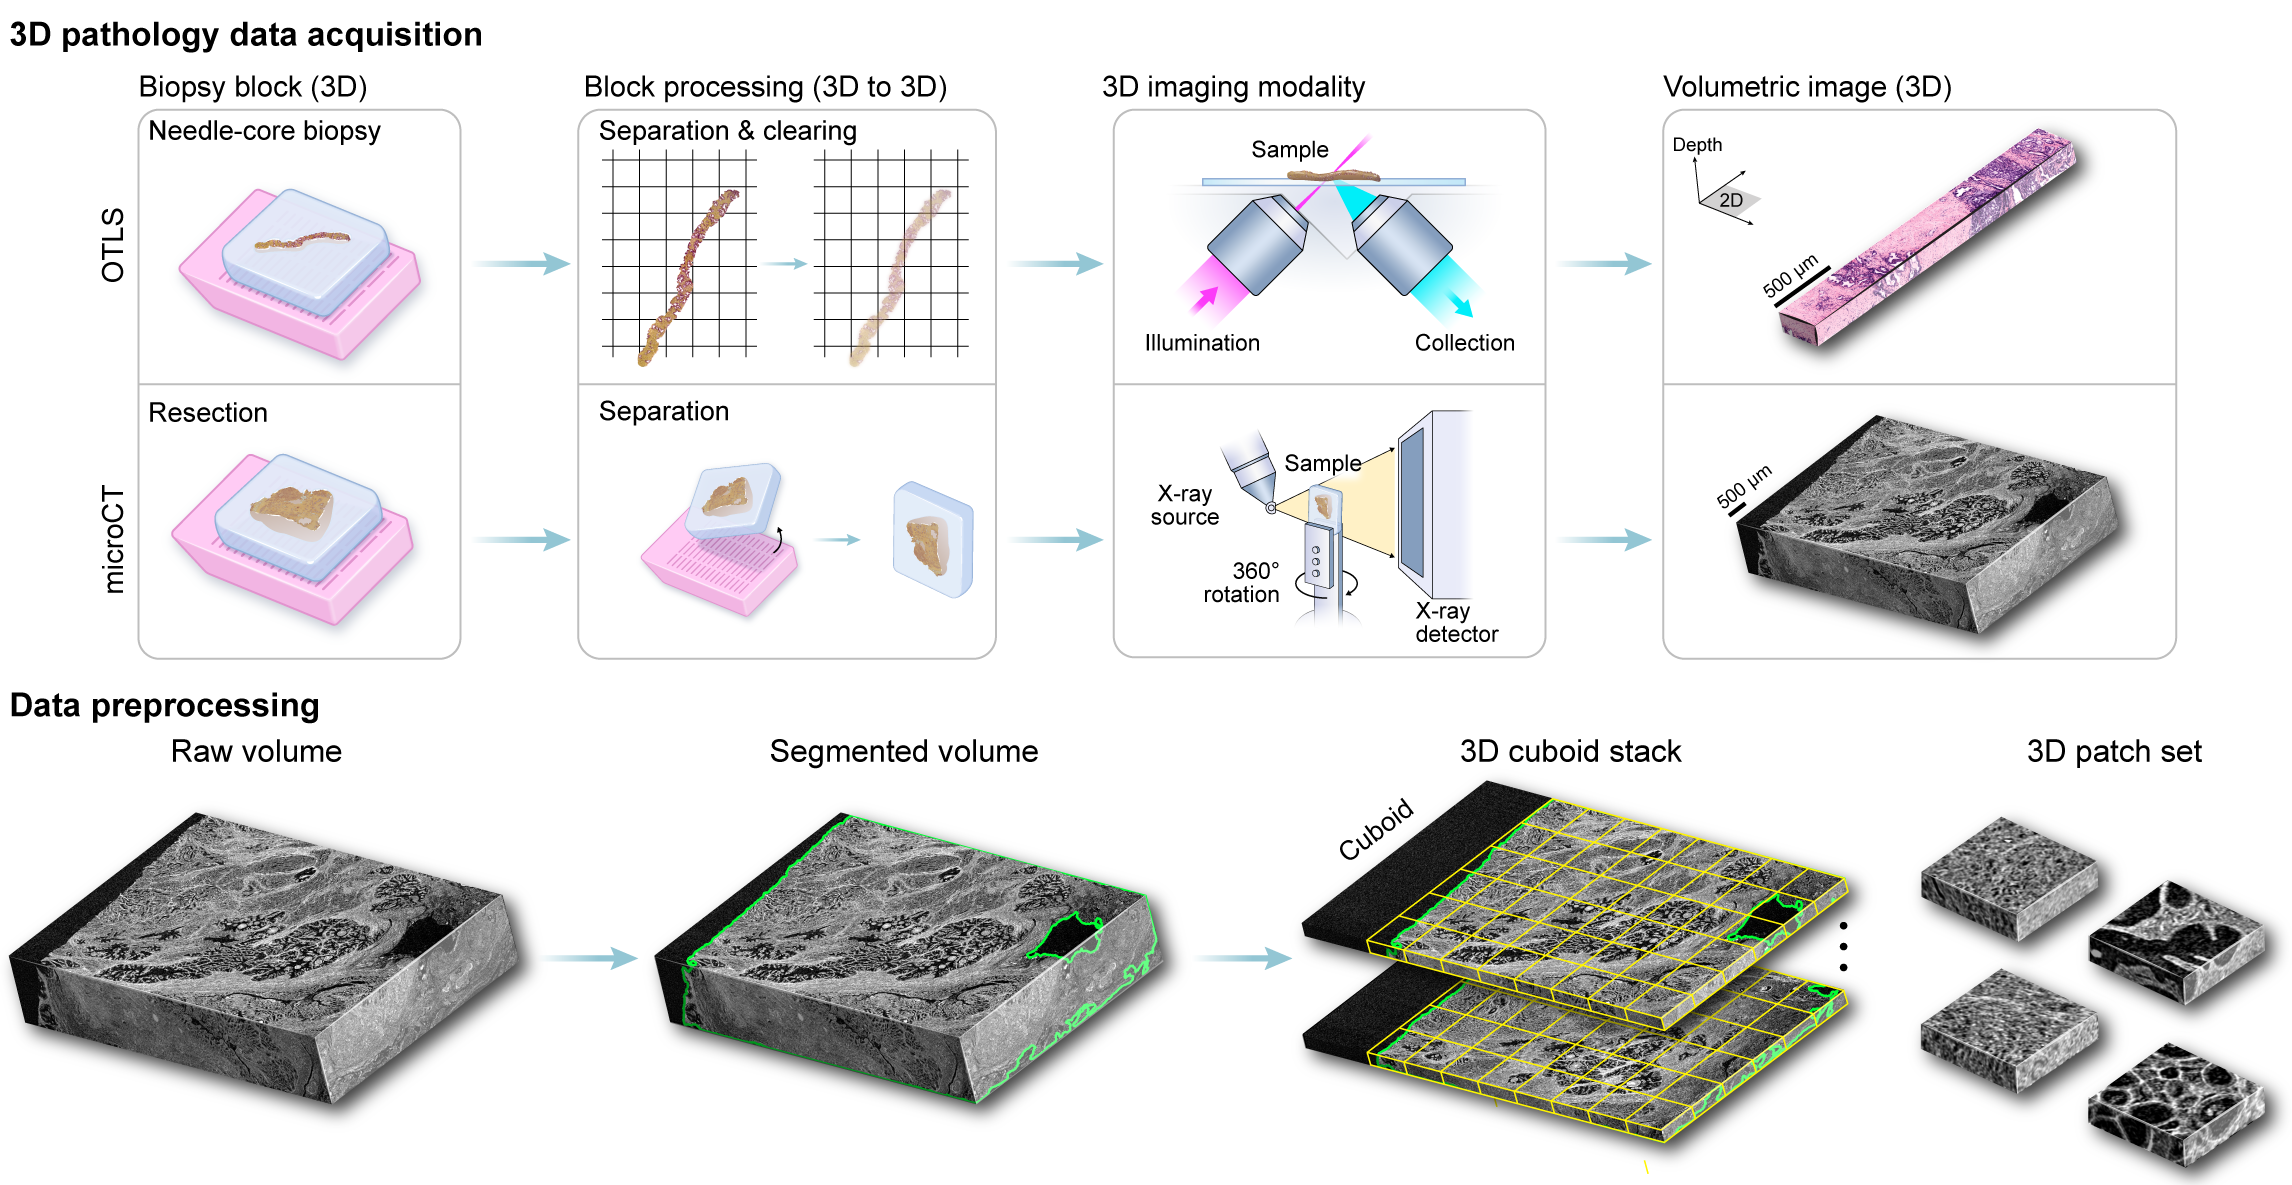 3D pathology data acquisition
Biopsy block (3D)
Block processing (3D to 3D)
3D imaging modality
Volumetric image (3D)
OTLS
Needle-core biopsy
Separation & clearing
Sample
Illumination
Collection
Depth
2D
500 µm
microCT
Resection
Separation
X-ray
source
Sample
360°
rotation
X-ray
detector
500 µm
Data preprocessing
Raw volume
Segmented volume
3D cuboid stack
3D patch set
Cuboid